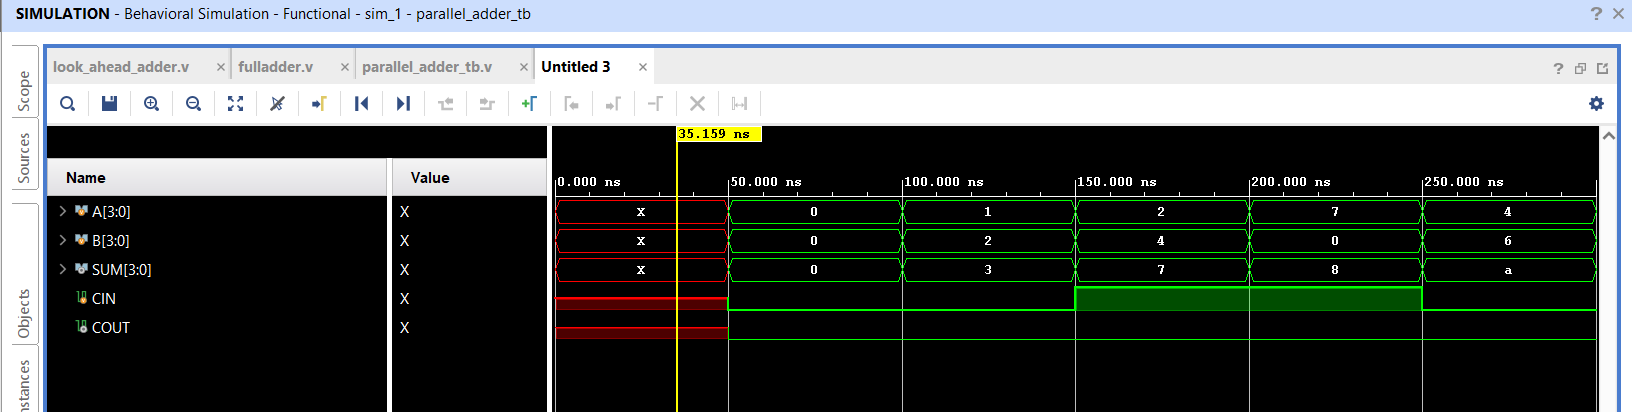 SIMULATION - Behavioral Simulation - Functional - sim_1 - parallel_adder_tb
? ×
Scope
Sources
Objects
nstances
look_ahead_adder.v × fulladder.v × parallel_adder_tb.v × Untitled 3 ×
?
35.159 ns
Name Value
0.000 ns 50.000 ns 100.000 ns 150.000 ns 200.000 ns 250.000 ns
A[3:0] X X 0 1 2 7 4
B[3:0] X X 0 2 4 0 6
SUM[3:0] X X 0 3 7 8 a
CIN X
COUT X